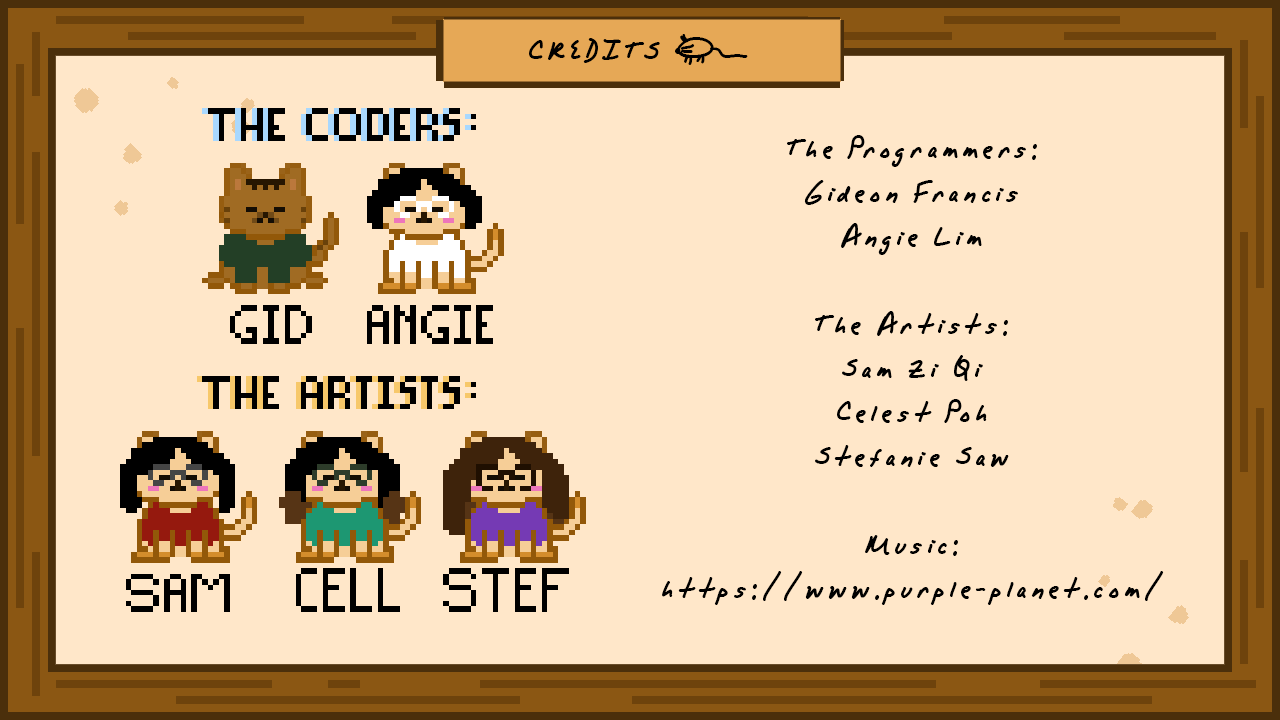 CREDITS
THE CODERS:
GID ANGIE
THE ARTISTS:
SAM CELL STEF
The Programmers:
Gideon Francis
Angie Lim
The Artists:
Sam Zi Qi
Celest Poh
Stefanie Saw
Music:
https://www.purple-planet.com/